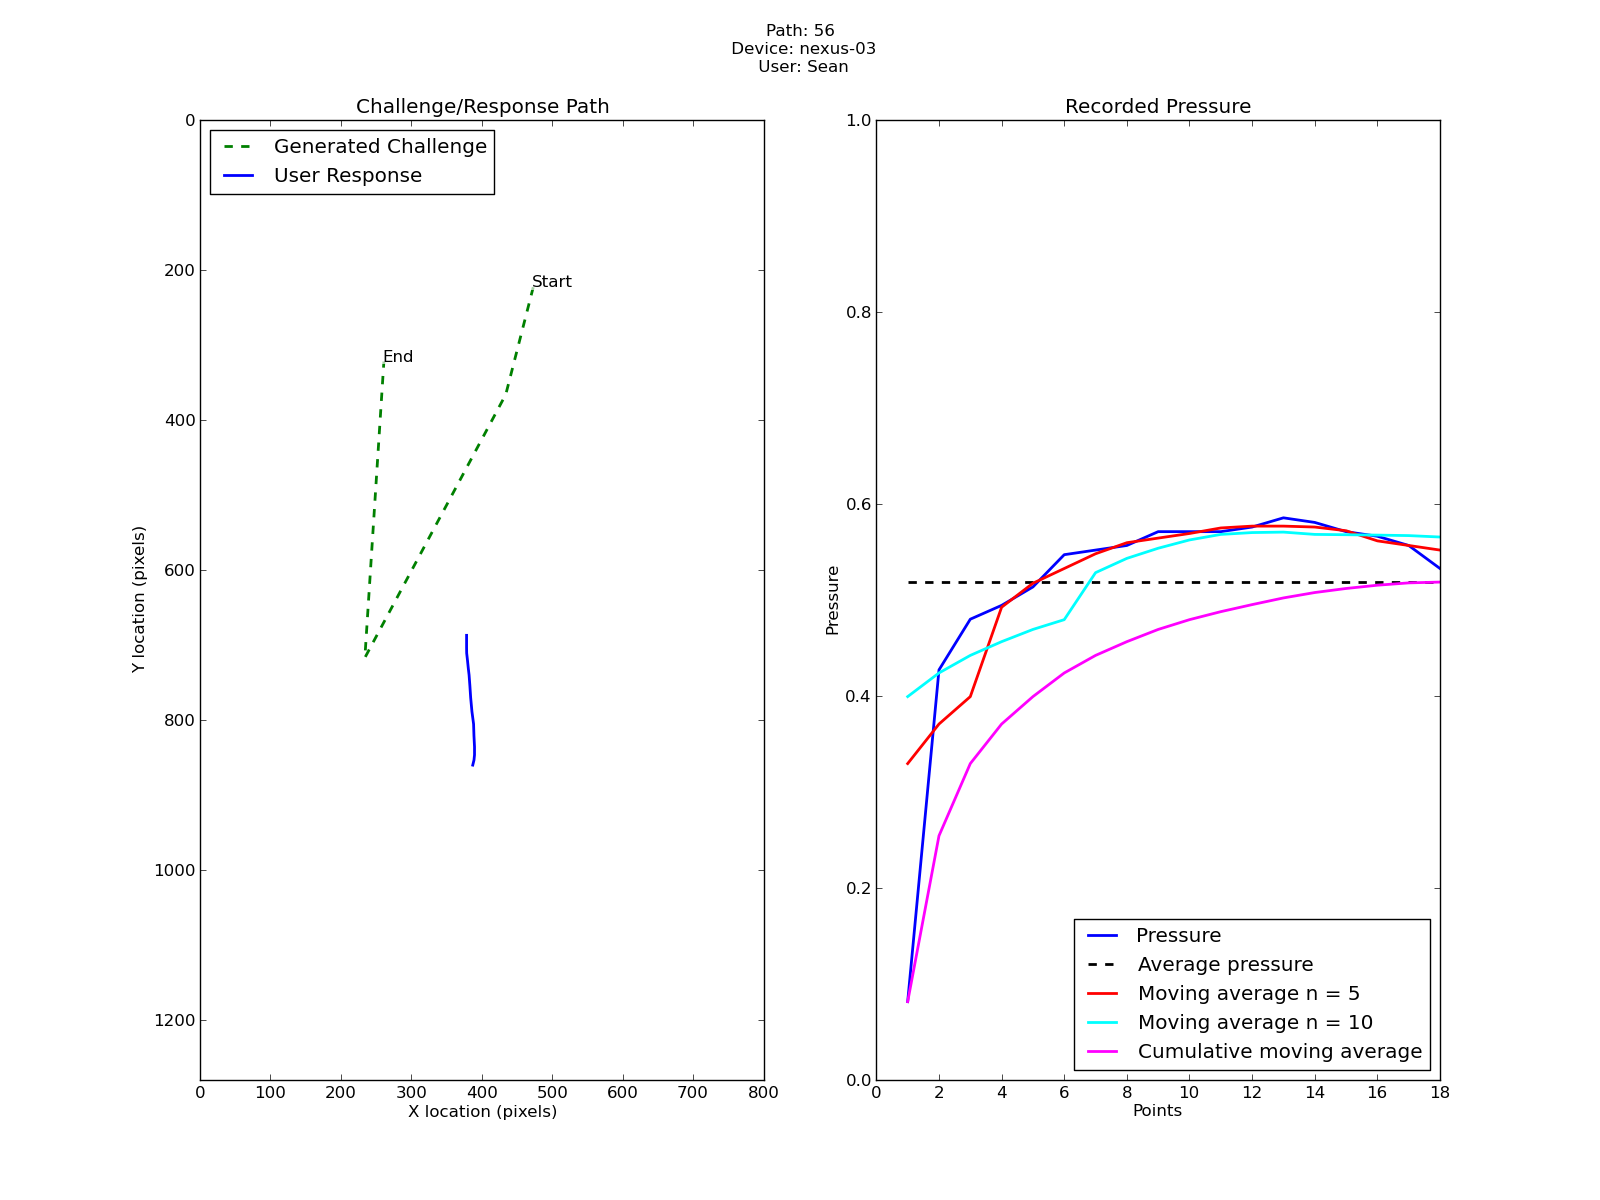 Path: 56
Device: nexus-03
User: Sean
Challenge/Response Path
Generated Challenge
User Response
Start
End
0
200
400
600
800
1000
1200
Y location (pixels)
0 100 200 300 400 500 600 700 800
X location (pixels)
Recorded Pressure
1.0
0.8
0.6
0.4
0.2
0.0
Pressure
Pressure
Average pressure
Moving average n = 5
Moving average n = 10
Cumulative moving average
0 2 4 6 8 10 12 14 16 18
Points